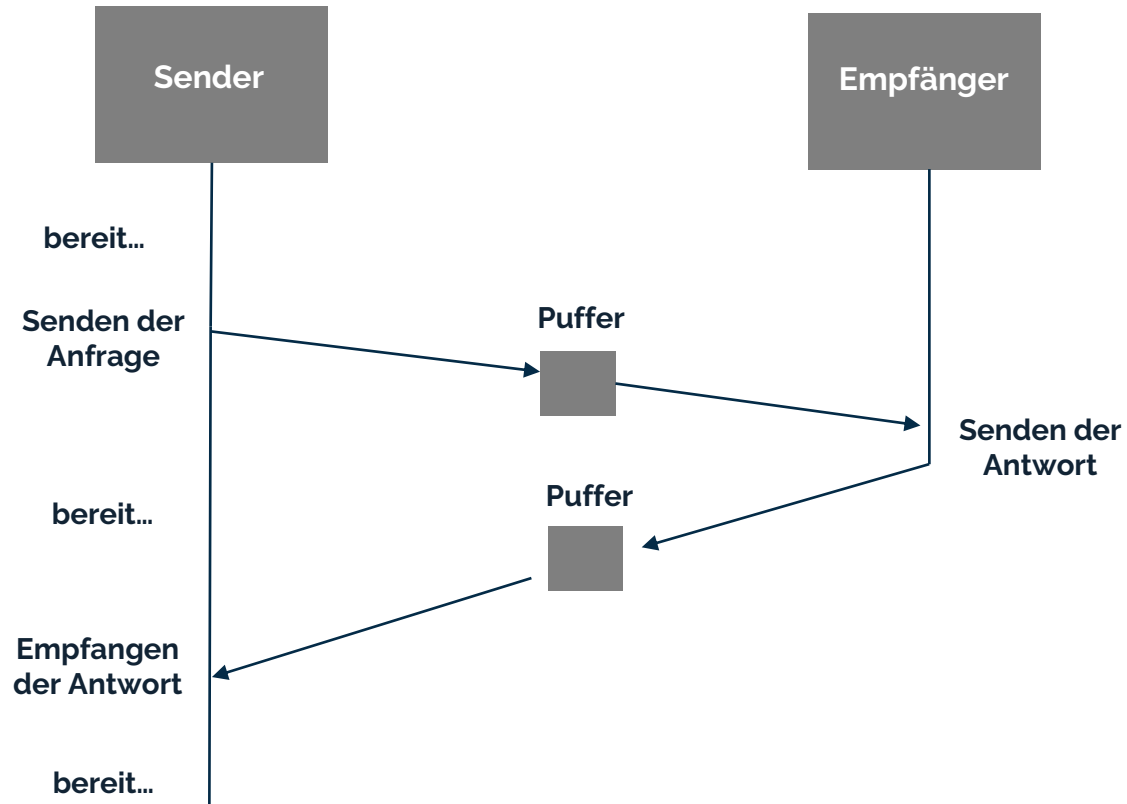 Sender
Empfänger
bereit…
Senden der
Anfrage
Puffer
Senden der
Antwort
Puffer
bereit…
Empfangen
der Antwort
bereit…